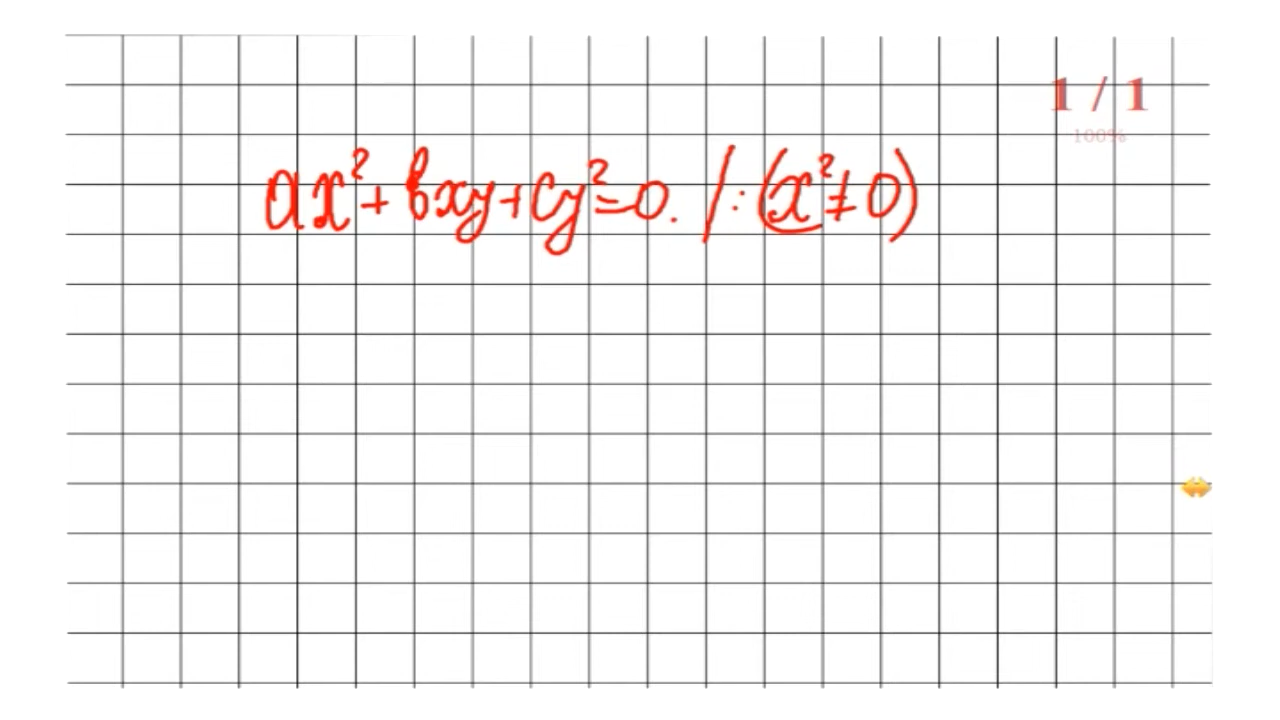 1 / 1
100%
ax²+bxy+cy²=0. /:(x²≠0)